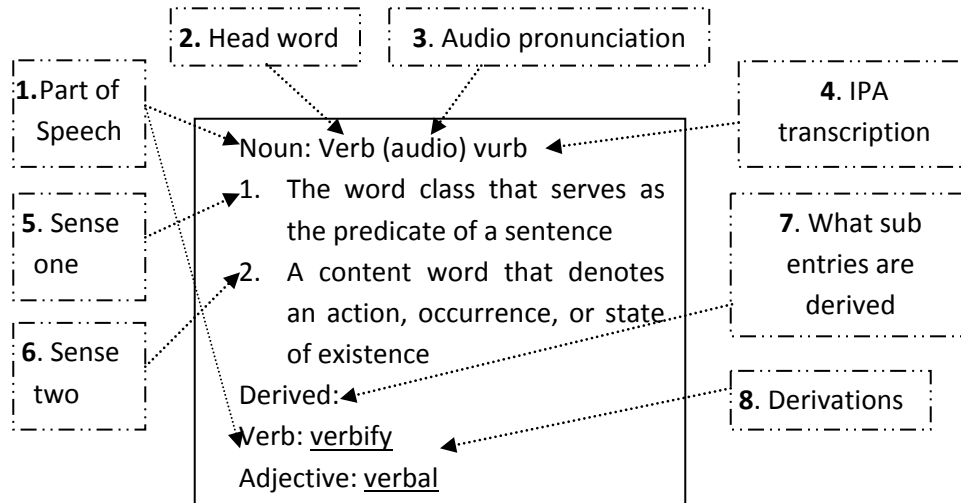 2. Head word
3. Audio pronunciation
1.Part of
Speech
4. IPA
transcription
Noun: Verb (audio) vurb
1. The word class that serves as
the predicate of a sentence
2. A content word that denotes
an action, occurrence, or state
of existence
Derived:
Verb: verbify
Adjective: verbal
5. Sense
one
6. Sense
two
7. What sub
entries are
derived
8. Derivations